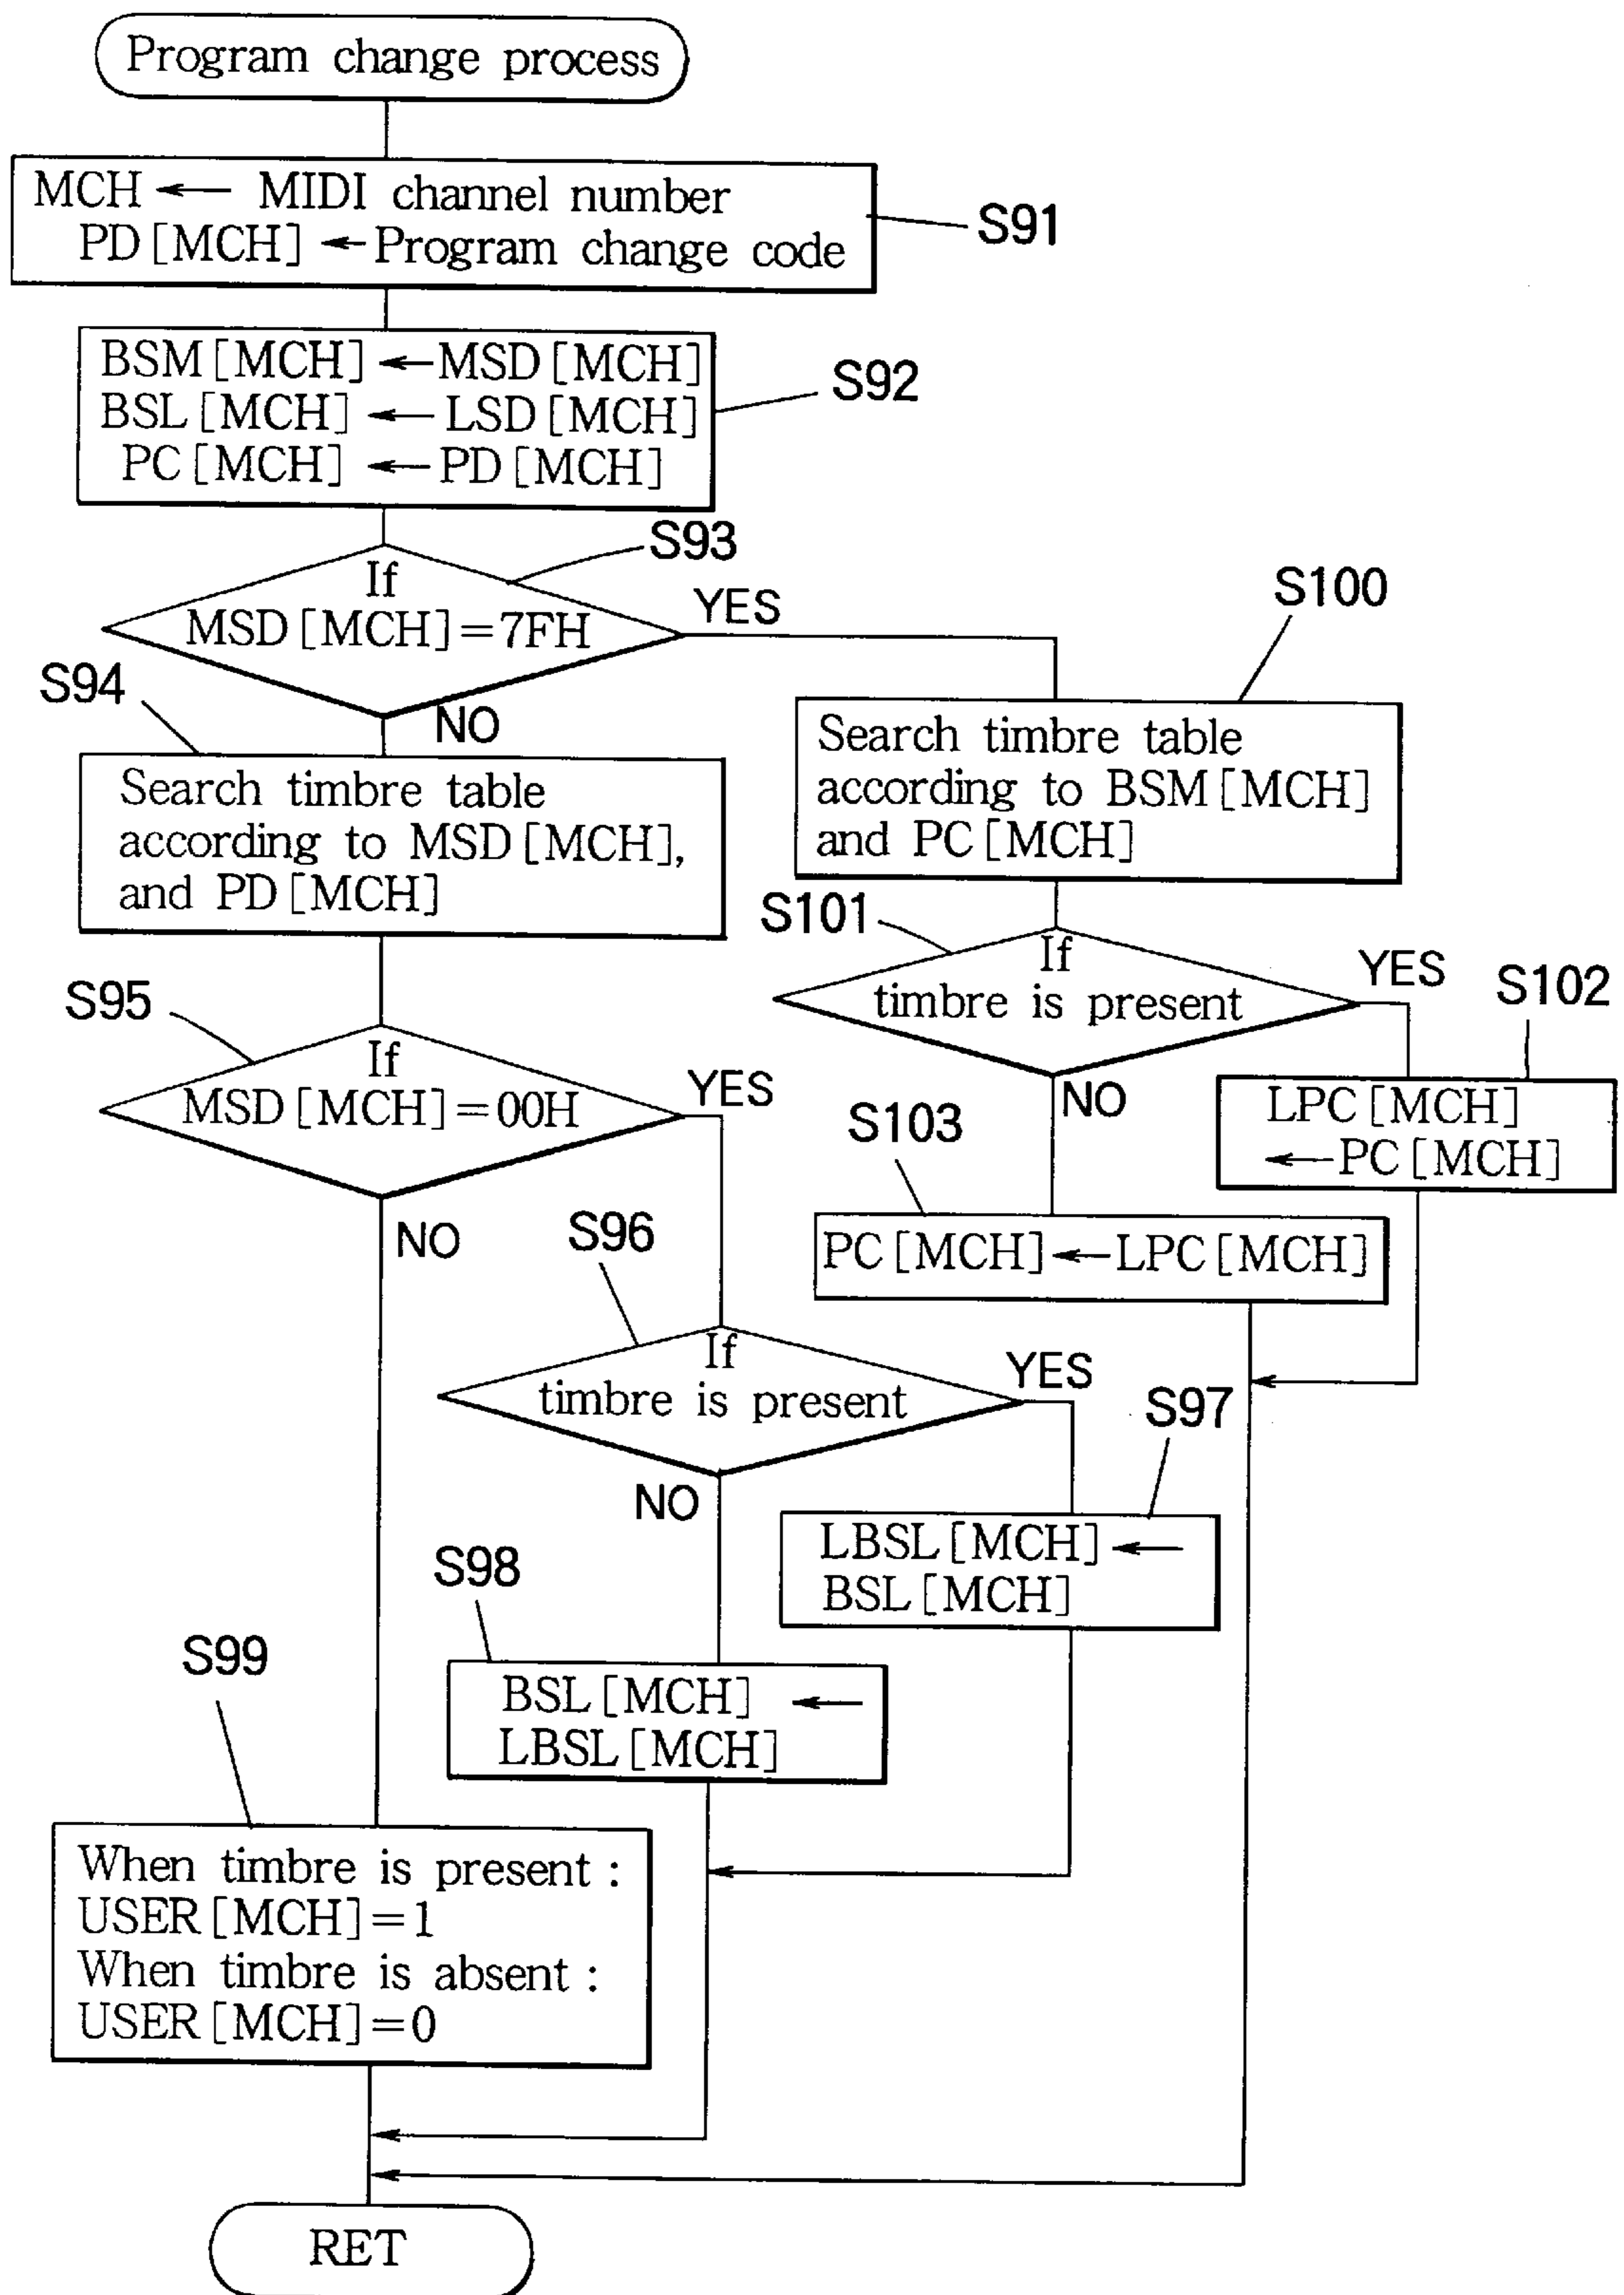 Program change process
MCH ← MIDI channel number
PD[MCH] ← Program change code
S91
BSM[MCH] ← MSD[MCH]
BSL[MCH] ← LSD[MCH]
PC[MCH] ← PD[MCH]
S92
S93
If
MSD[MCH]=7FH
YES
NO
S94
Search timbre table
according to MSD[MCH],
and PD[MCH]
S95
If
MSD[MCH]=00H
YES
NO
S96
If
timbre is present
YES
NO
S97
LBSL[MCH] ←
BSL[MCH]
S98
BSL[MCH] ←
LBSL[MCH]
S99
When timbre is present :
USER[MCH]=1
When timbre is absent :
USER[MCH]=0
S100
Search timbre table
according to BSM[MCH]
and PC[MCH]
S101
If
timbre is present
YES
NO
S102
LPC[MCH]
←PC[MCH]
S103
PC[MCH]←LPC[MCH]
RET